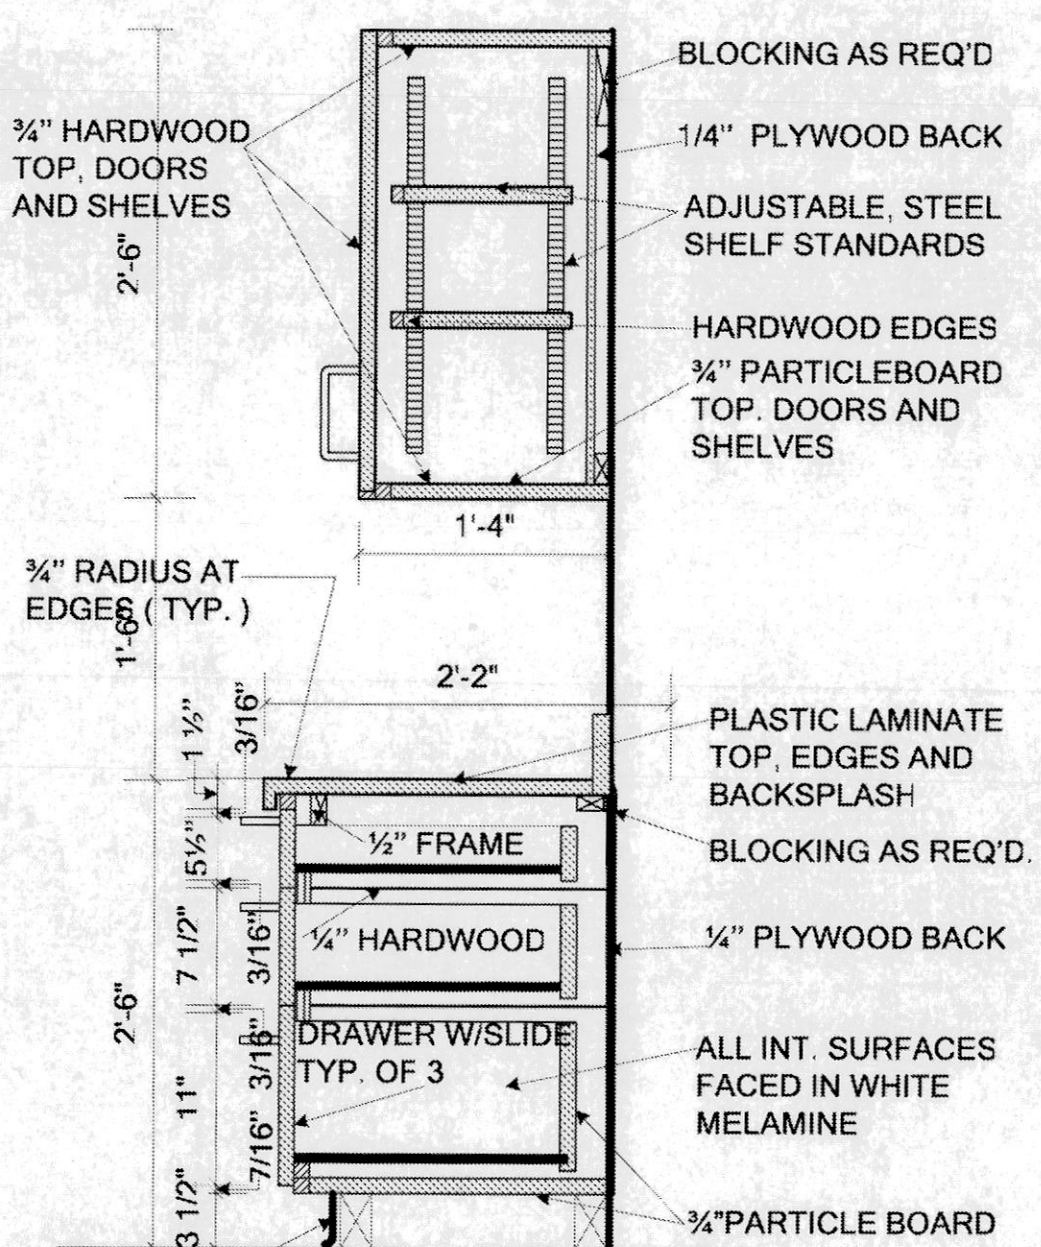 BLOCKING AS REQ'D
¾” HARDWOOD
TOP, DOORS
AND SHELVES
1/4” PLYWOOD BACK
ADJUSTABLE, STEEL
SHELF STANDARDS
2'-6"
HARDWOOD EDGES
¾” PARTICLEBOARD
TOP. DOORS AND
SHELVES
1'-4"
¾” RADIUS AT
EDGES ( TYP. )
1'-6"
2'-2"
1 ½”
3/16”
PLASTIC LAMINATE
TOP, EDGES AND
BACKSPLASH
5½”
½” FRAME
BLOCKING AS REQ'D.
7 1/2"
3/16”
¼” HARDWOOD
¼” PLYWOOD BACK
2'-6"
DRAWER W/SLIDE
TYP. OF 3
3/16”
11"
ALL INT. SURFACES
FACED IN WHITE
MELAMINE
7/16”
3 1/2"
¾”PARTICLE BOARD